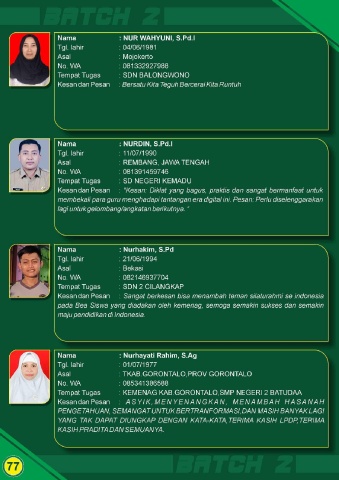 BATCH 2
Nama : NUR WAHYUNI, S.Pd.I
Tgl. lahir : 04/06/1981
Asal : Mojokerto
No. WA : 081332927988
Tempat Tugas : SDN BALONGWONO
Kesan dan Pesan : Bersatu Kita Teguh Bercerai Kita Runtuh
Nama : NURDIN, S.Pd.I
Tgl. lahir : 11/07/1990
Asal : REMBANG, JAWA TENGAH
No. WA : 081391459746
Tempat Tugas : SD NEGERI KEMADU
Kesan dan Pesan : "Kesan: Diklat yang bagus, praktis dan sangat bermanfaat untuk
membekali para guru menghadapi tantangan era digital ini. Pesan: Perlu diselenggarakan
lagi untuk gelombang/angkatan berikutnya. "
Nama : Nurhakim, S.Pd
Tgl. lahir : 21/06/1994
Asal : Bekasi
No. WA : 082146937704
Tempat Tugas : SDN 2 CILANGKAP
Kesan dan Pesan : Sangat berkesan bisa menambah teman silaturahmi se indonesia
pada Bea Siswa yang diadakan oleh kemenag, semoga semakin sukses dan semakin
maju pendidikan di Indonesia.
Nama : Nurhayati Rahim, S.Ag
Tgl. lahir : 01/07/1977
Asal : TKAB.GORONTALO,PROV GORONTALO
No. WA : 085341386588
Tempat Tugas : KEMENAG KAB GORONTALO,SMP NEGERI 2 BATUDAA
Kesan dan Pesan : ASYIK, MENYENANGKAN, MENAMBAH HASANAH
PENGETAHUAN, SEMANGAT UNTUK BERTRANFORMASI,DAN MASIH BANYAK LAGI
YANG TAK DAPAT DIUNGKAP DENGAN KATA-KATA,TERIMA KASIH LPDP,TERIMA
KASIH PRADITA DAN SEMUANYA.
77
BATCH 2